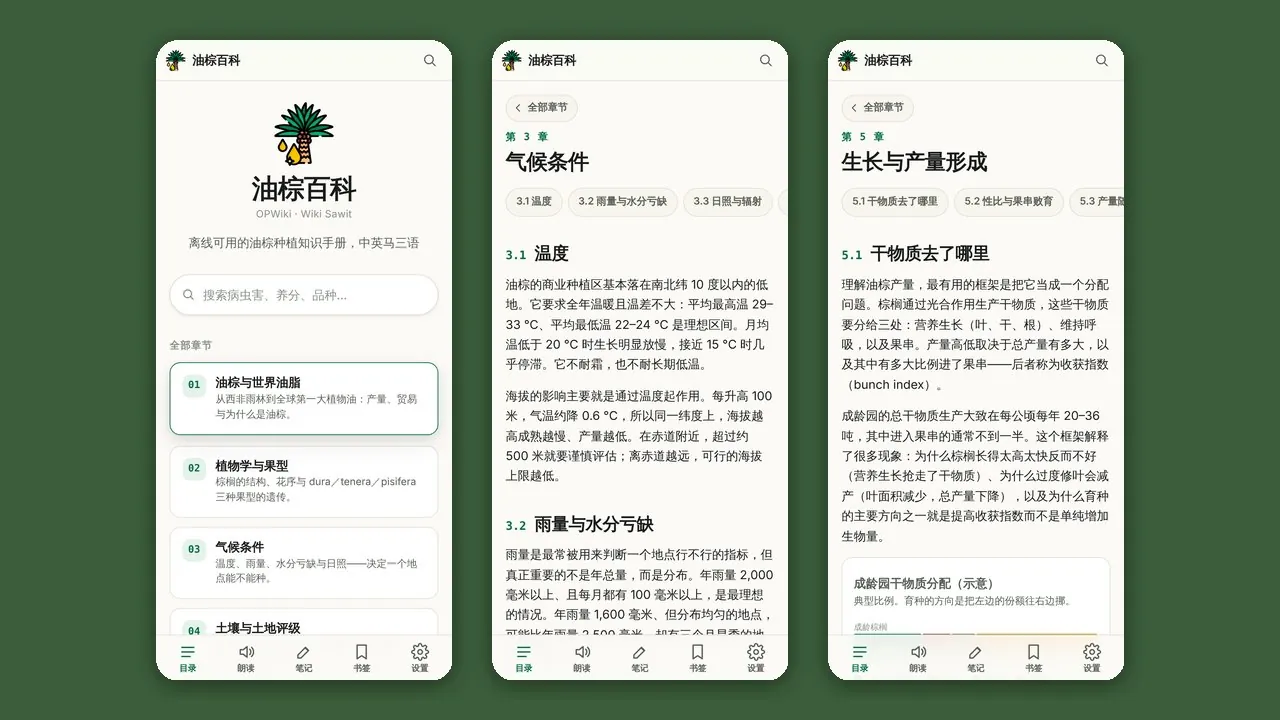 油棕百科
油棕百科
OPWiki · Wiki Sawit
离线可用的油棕种植知识手册，中英马三语
搜索病虫害、养分、品种…
全部章节
01 油棕与世界油脂
从西非雨林到全球第一大植物油：产量、贸易
与为什么是油棕。
02 植物学与果型
棕榈的结构、花序与 dura／tenera／pisifera
三种果型的遗传。
03 气候条件
温度、雨量、水分亏缺与日照——决定一个地
点能不能种。
04 土壤与土地评级
目录 朗读 笔记 书签 设置
油棕百科
全部章节
第 3 章
气候条件
3.1 温度 3.2 雨量与水分亏缺 3.3 日照与辐射
3.1 温度
油棕的商业种植区基本落在南北纬 10 度以内的低
地。它要求全年温暖且温差不大：平均最高温 29–
33 °C、平均最低温 22–24 °C 是理想区间。月均
温低于 20 °C 时生长明显放慢，接近 15 °C 时几
乎停滞。它不耐霜，也不耐长期低温。
海拔的影响主要就是通过温度起作用。每升高 100
米，气温约降 0.6 °C，所以同一纬度上，海拔越
高成熟越慢、产量越低。在赤道附近，超过约
500 米就要谨慎评估；离赤道越远，可行的海拔
上限越低。
3.2 雨量与水分亏缺
雨量是最常被用来判断一个地点行不行的指标，但
真正重要的不是年总量，而是分布。年雨量 2,000
毫米以上、且每月都有 100 毫米以上，是最理想
的情况。年雨量 1,600 毫米、但分布均匀的地点，
可能比年雨量 2,500 毫米、却有三个月旱季的地
目录 朗读 笔记 书签 设置
油棕百科
全部章节
第 5 章
生长与产量形成
5.1 干物质去了哪里 5.2 性比与果串败育 5.3 产量
5.1 干物质去了哪里
理解油棕产量，最有用的框架是把它当成一个分配
问题。棕榈通过光合作用生产干物质，这些干物质
要分给三处：营养生长（叶、干、根）、维持呼
吸，以及果串。产量高低取决于总产量有多大，以
及其中有多大比例进了果串——后者称为收获指数
（bunch index）。
成龄园的总干物质生产大致在每公顷每年 20–36
吨，其中进入果串的通常不到一半。这个框架解释
了很多现象：为什么棕榈长得太高太快反而不好
（营养生长抢走了干物质）、为什么过度修叶会减
产（叶面积减少，总产量下降），以及为什么育种
的主要方向之一就是提高收获指数而不是单纯增加
生物量。
成龄园干物质分配（示意）
典型比例。育种的方向是把左边的份额往右边挪。
成龄棕榈
目录 朗读 笔记 书签 设置